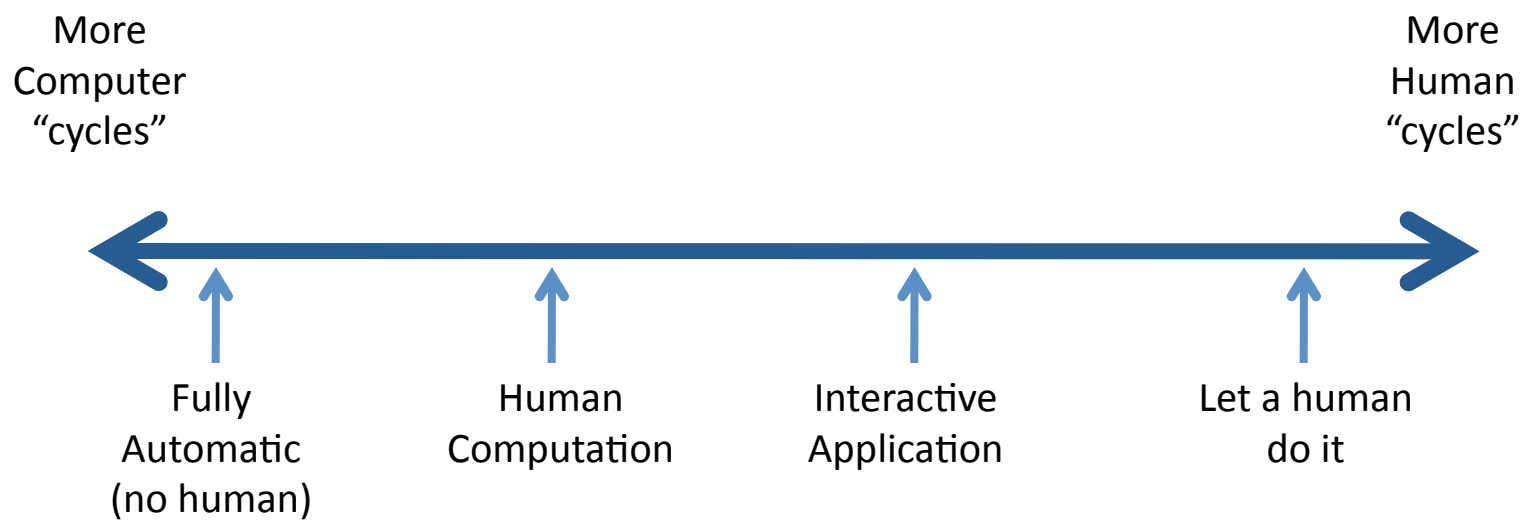 More
Computer
“cycles”
More
Human
“cycles”
Fully
Automatic
(no human)
Human
Computation
Interactive
Application
Let a human
do it